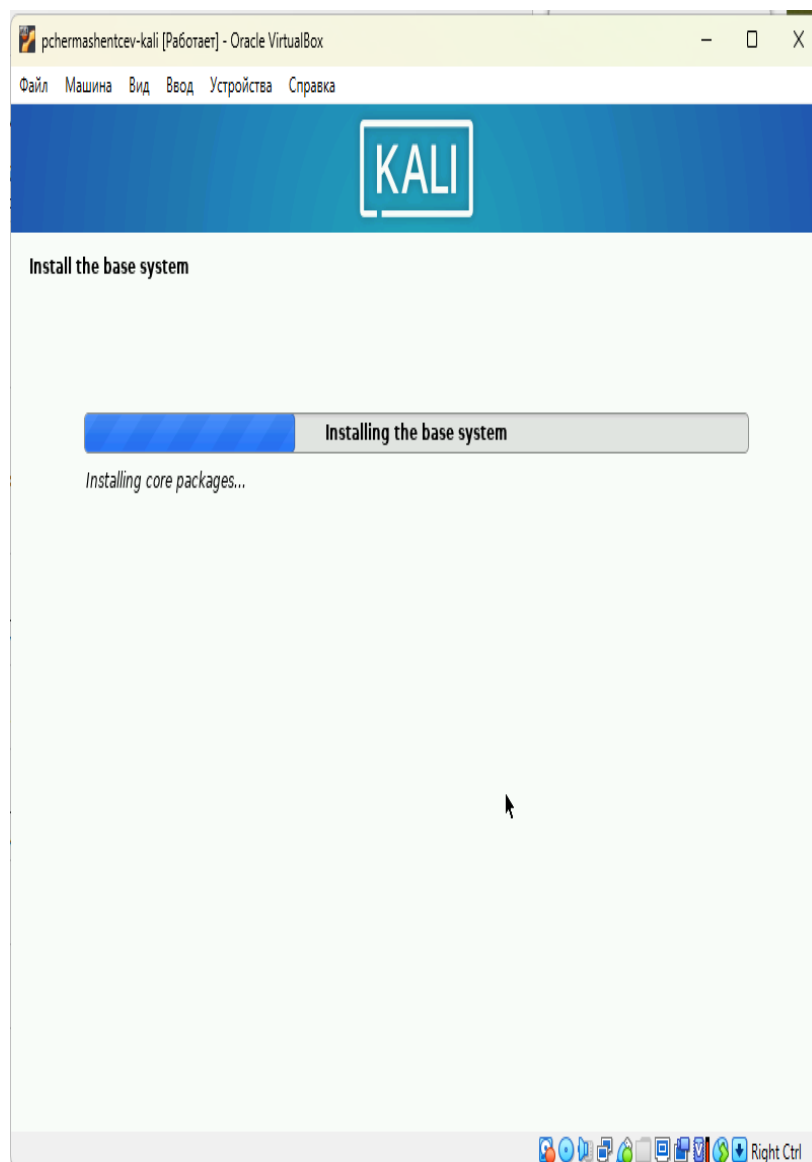 pchermashentcev-kali [Работает] - Oracle VirtualBox
Файл Машина Вид Ввод Устройства Справка
KALI
Install the base system
Installing the base system
Installing core packages...
Right Ctrl